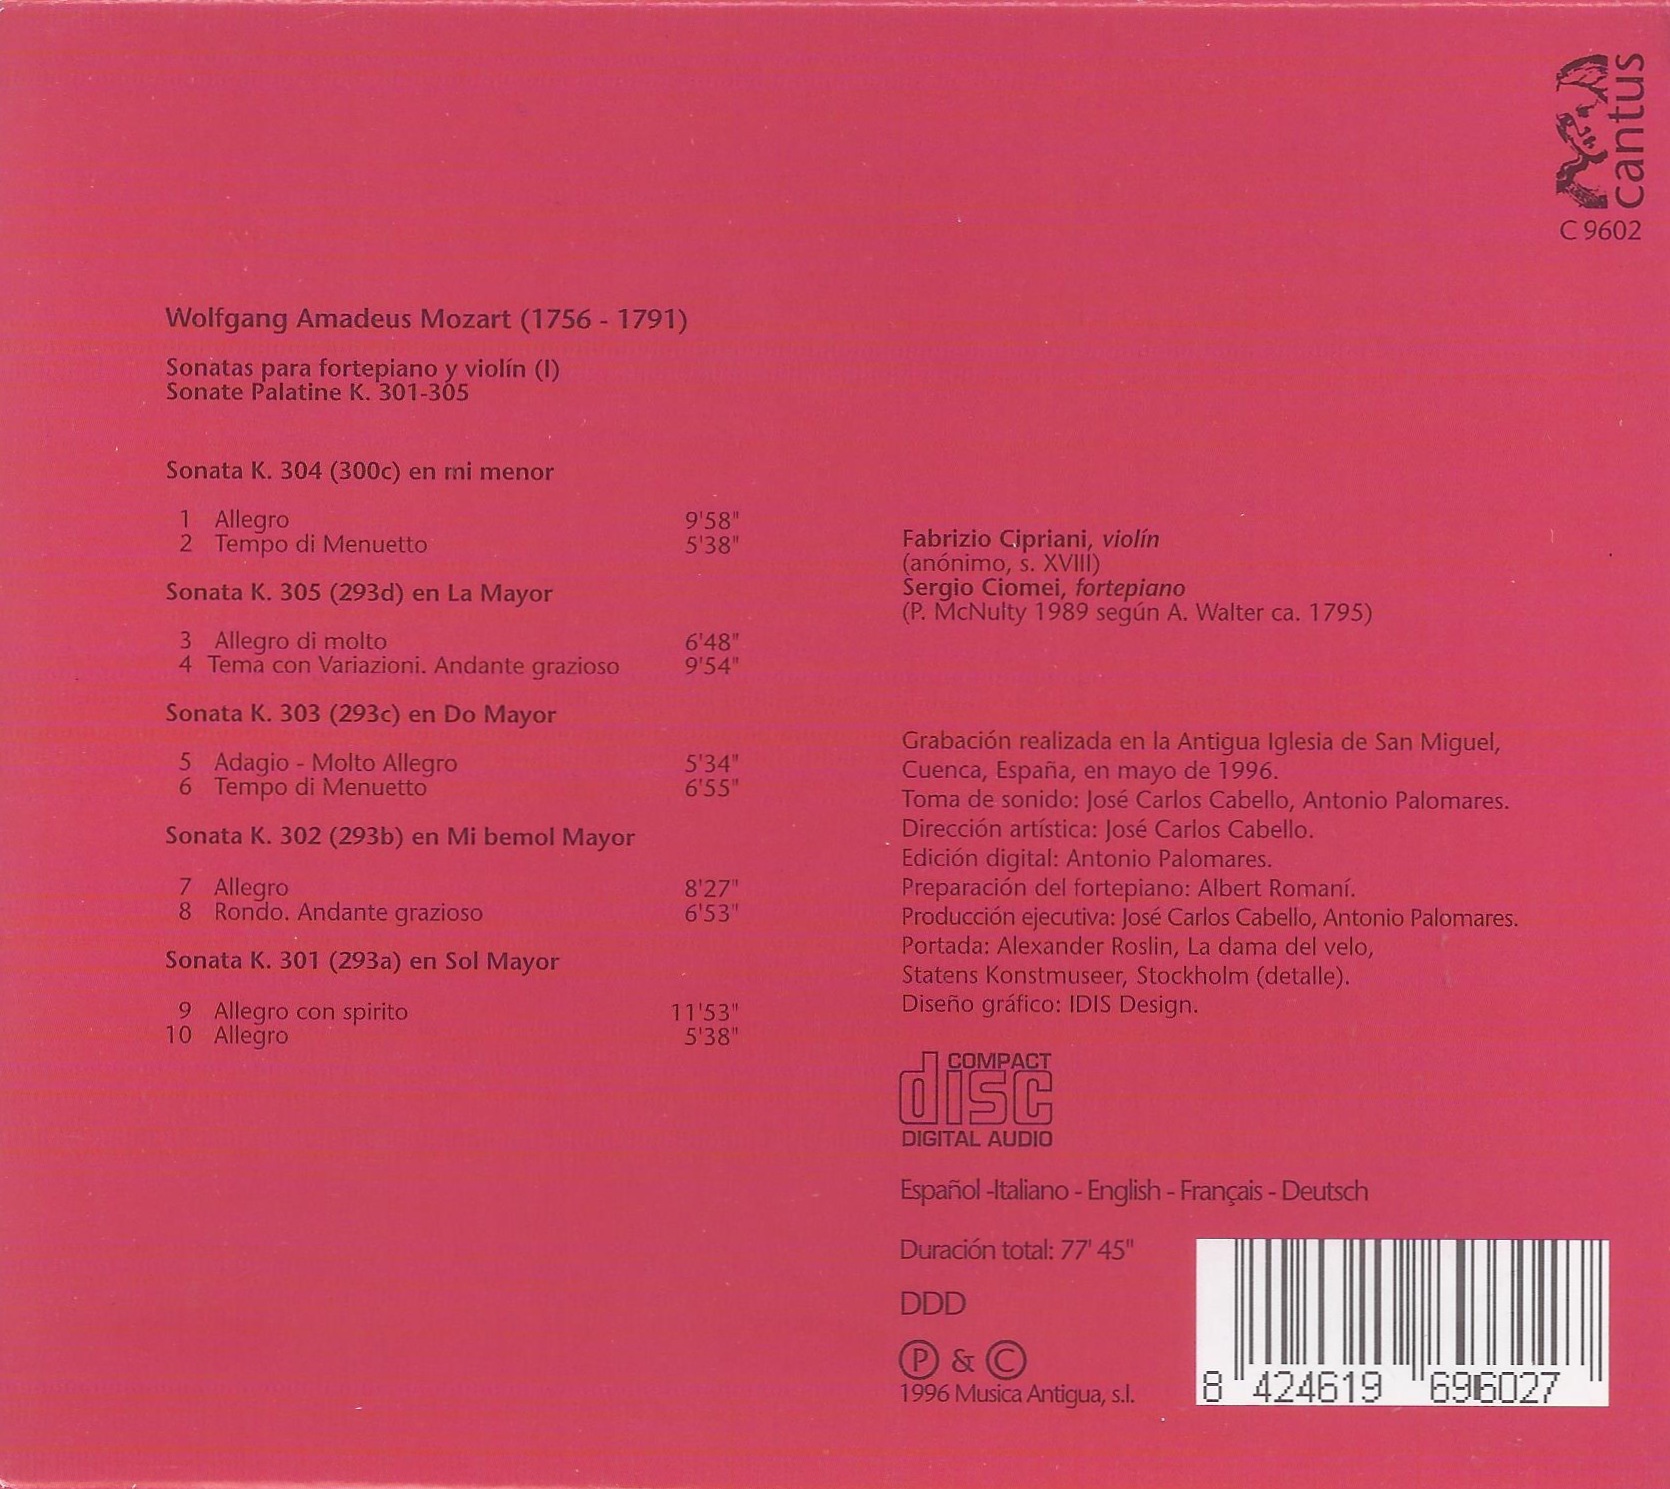 cantus
C 9602
Wolfgang Amadeus Mozart (1756 - 1791)
Sonatas para fortepiano y violín (I)
Sonate Palatine K. 301-305
Sonata K. 304 (300c) en mi menor
1 Allegro 9'58"
2 Tempo di Menuetto 5'38"
Sonata K. 305 (293d) en La Mayor
3 Allegro di molto 6'48"
4 Tema con Variazioni. Andante grazioso 9'54"
Sonata K. 303 (293c) en Do Mayor
5 Adagio - Molto Allegro 5'34"
6 Tempo di Menuetto 6'55"
Sonata K. 302 (293b) en Mi bemol Mayor
7 Allegro 8'27"
8 Rondo. Andante grazioso 6'53"
Sonata K. 301 (293a) en Sol Mayor
9 Allegro con spirito 11'53"
10 Allegro 5'38"
Fabrizio Cipriani, violín
(anónimo, s. XVIII)
Sergio Ciomei, fortepiano
(P. McNulty 1989 según A. Walter ca. 1795)
Grabación realizada en la Antigua Iglesia de San Miguel,
Cuenca, España, en mayo de 1996.
Toma de sonido: José Carlos Cabello, Antonio Palomares.
Dirección artística: José Carlos Cabello.
Edición digital: Antonio Palomares.
Preparación del fortepiano: Albert Romaní.
Producción ejecutiva: José Carlos Cabello, Antonio Palomares.
Portada: Alexander Roslin, La dama del velo,
Statens Konstmuseer, Stockholm (detalle).
Diseño gráfico: IDIS Design.
COMPACT
disc
DIGITAL AUDIO
Español -Italiano - English - Français - Deutsch
Duración total: 77' 45"
DDD
Ⓟ & Ⓒ
1996 Musica Antigua, s.l.
8 424619 696027